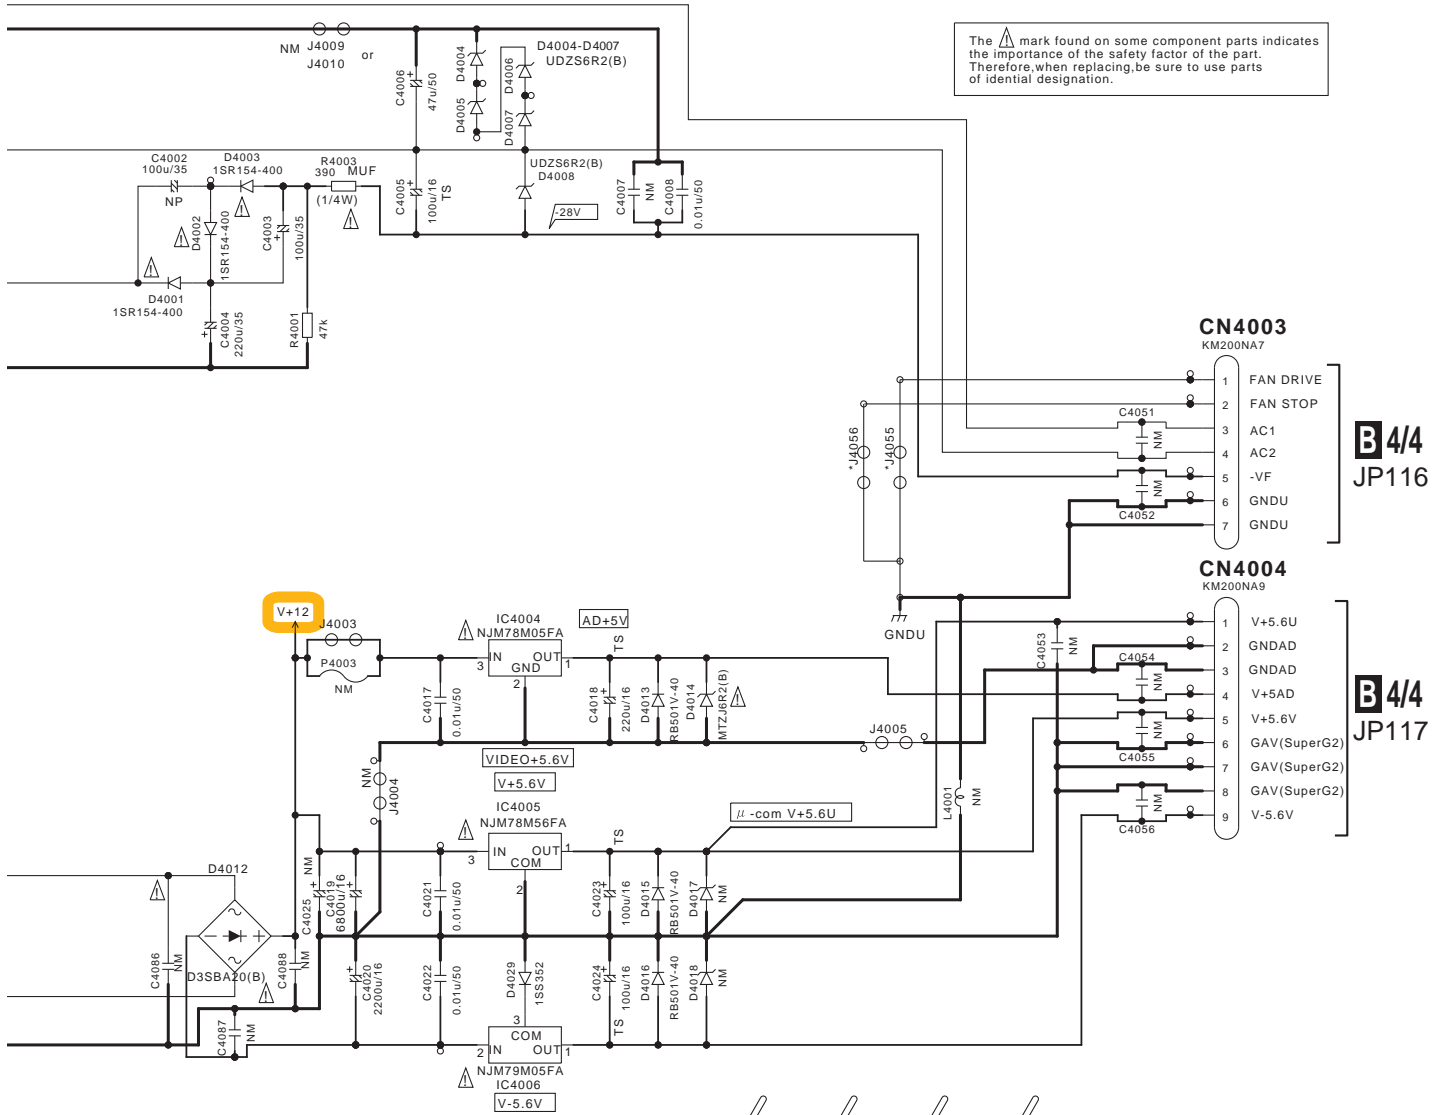 The ! mark found on some component parts indicates
the importance of the safety factor of the part.
Therefore,when replacing,be sure to use parts
of idential designation.
NM J4009
or
J4010
C4006
+
47u/50
D4004
D4005
D4006
D4007
D4004-D4007
UDZS6R2(B)
C4002
100u/35
NP
D4003
1SR154-400
R4003
390 MUF
(1/4W)
!
C4005
+
100u/16
TS
UDZS6R2(B)
D4008
-28V
C4007
NM
C4008
0.01u/50
!
D4002
1SR154-400
!
C4003
+
100u/35
!
D4001
1SR154-400
C4004
+
220u/35
R4001
47k
CN4003
KM200NA7
1 FAN DRIVE
2 FAN STOP
3 AC1
4 AC2
5 -VF
6 GNDU
7 GNDU
C4051
NM
NM
C4052
*J4056
*J4055
B 4/4
JP116
GNDU
CN4004
KM200NA9
1 V+5.6U
2 GNDAD
3 GNDAD
4 V+5AD
5 V+5.6V
6 GAV(SuperG2)
7 GAV(SuperG2)
8 GAV(SuperG2)
9 V-5.6V
C4053
NM
C4054
NM
NM
C4055
NM
C4056
B 4/4
JP117
V+12
J4003
P4003
NM
!
IC4004
NJM78M05FA
IN
OUT
GND
3
1
2
AD+5V
TS
C4017
0.01u/50
C4018
+
220u/16
D4013
RB501V-40
D4014
MTZJ6R2(B)
!
J4005
VIDEO+5.6V
V+5.6V
NM
J4004
L4001
NM
IC4005
NJM78M56FA
!
IN
OUT
COM
3
1
2
TS
μ-com V+5.6U
D4012
!
C4025
+
NM
C4019
+
6800u/16
C4021
0.01u/50
C4023
+
100u/16
D4015
RB501V-40
D4017
NM
− +
D3SBA20(B)
!
C4086
NM
C4088
NM
C4087
NM
C4020
+
2200u/16
C4022
0.01u/50
D4029
1SS352
C4024
+
100u/16
TS
D4016
RB501V-40
D4018
NM
3
COM
2
IN
OUT
1
!
NJM79M05FA
IC4006
V-5.6V